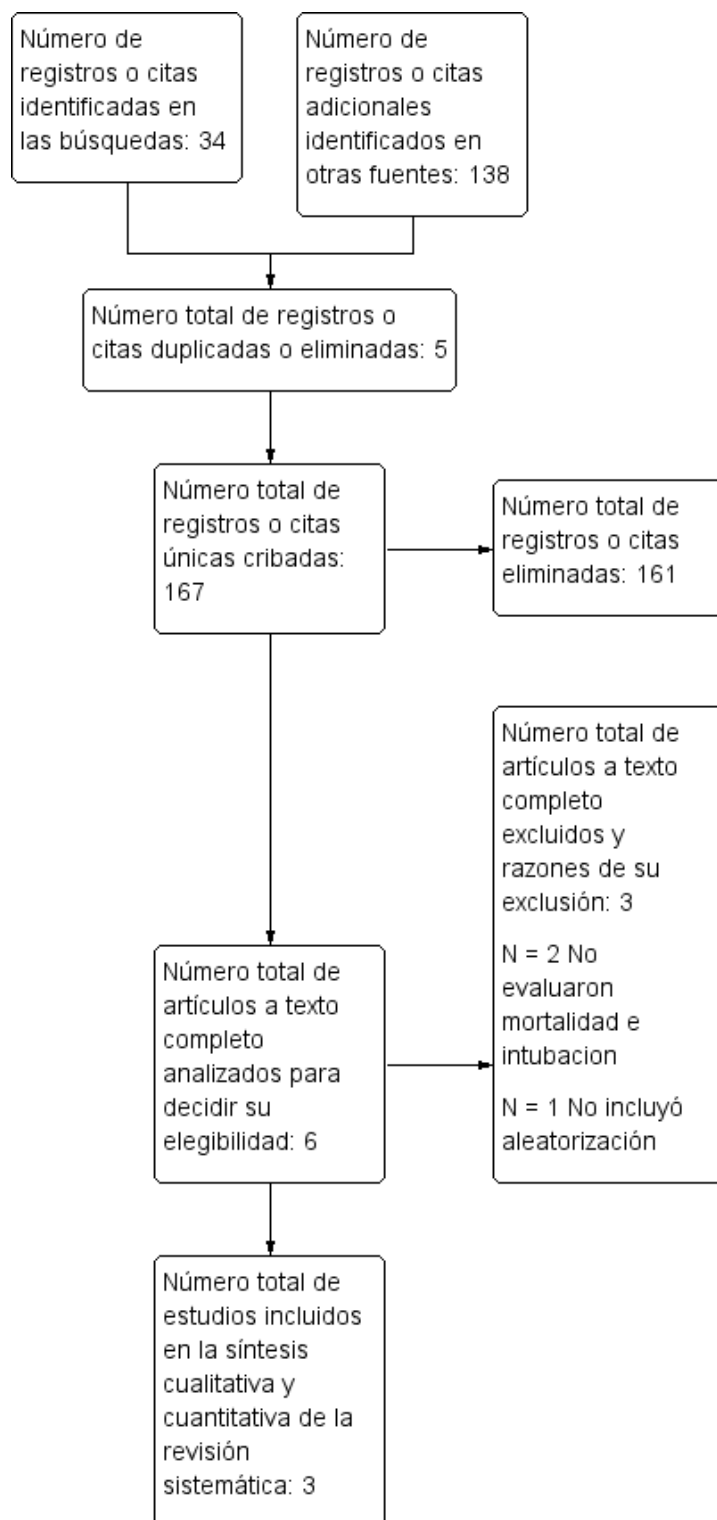 Número de
registros o citas
identificadas en
las búsquedas: 34
Número de
registros o citas
adicionales
identificados en
otras fuentes: 138
Número total de registros o
citas duplicadas o eliminadas: 5
Número total de
registros o citas
únicas cribadas:
167
Número total de
registros o citas
eliminadas: 161
Número total de
artículos a texto
completo
excluidos y
razones de su
exclusión: 3
N = 2 No
evaluaron
mortalidad e
intubacion
N = 1 No incluyó
aleatorización
Número total de
artículos a texto
completo
analizados para
decidir su
elegibilidad: 6
Número total de
estudios incluidos
en la síntesis
cualitativa y
cuantitativa de la
revisión
sistemática: 3